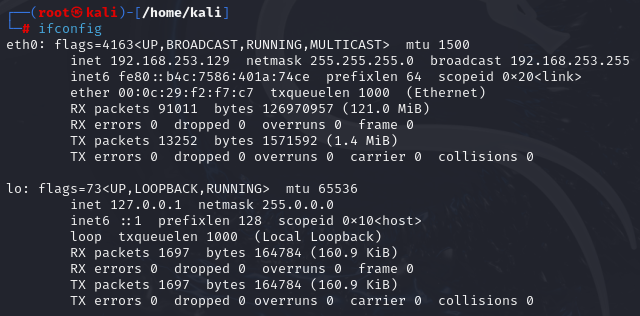 ┌──(root㉿kali)-[/home/kali]
└─# ifconfig
eth0: flags=4163<UP,BROADCAST,RUNNING,MULTICAST>  mtu 1500
        inet 192.168.253.129  netmask 255.255.255.0  broadcast 192.168.253.255
        inet6 fe80::b4c:7586:401a:74ce  prefixlen 64  scopeid 0×20<link>
        ether 00:0c:29:f2:f7:c7  txqueuelen 1000  (Ethernet)
        RX packets 91011  bytes 126970957 (121.0 MiB)
        RX errors 0  dropped 0  overruns 0  frame 0
        TX packets 13252  bytes 1571592 (1.4 MiB)
        TX errors 0  dropped 0 overruns 0  carrier 0  collisions 0

lo: flags=73<UP,LOOPBACK,RUNNING>  mtu 65536
        inet 127.0.0.1  netmask 255.0.0.0
        inet6 ::1  prefixlen 128  scopeid 0×10<host>
        loop  txqueuelen 1000  (Local Loopback)
        RX packets 1697  bytes 164784 (160.9 KiB)
        RX errors 0  dropped 0  overruns 0  frame 0
        TX packets 1697  bytes 164784 (160.9 KiB)
        TX errors 0  dropped 0 overruns 0  carrier 0  collisions 0